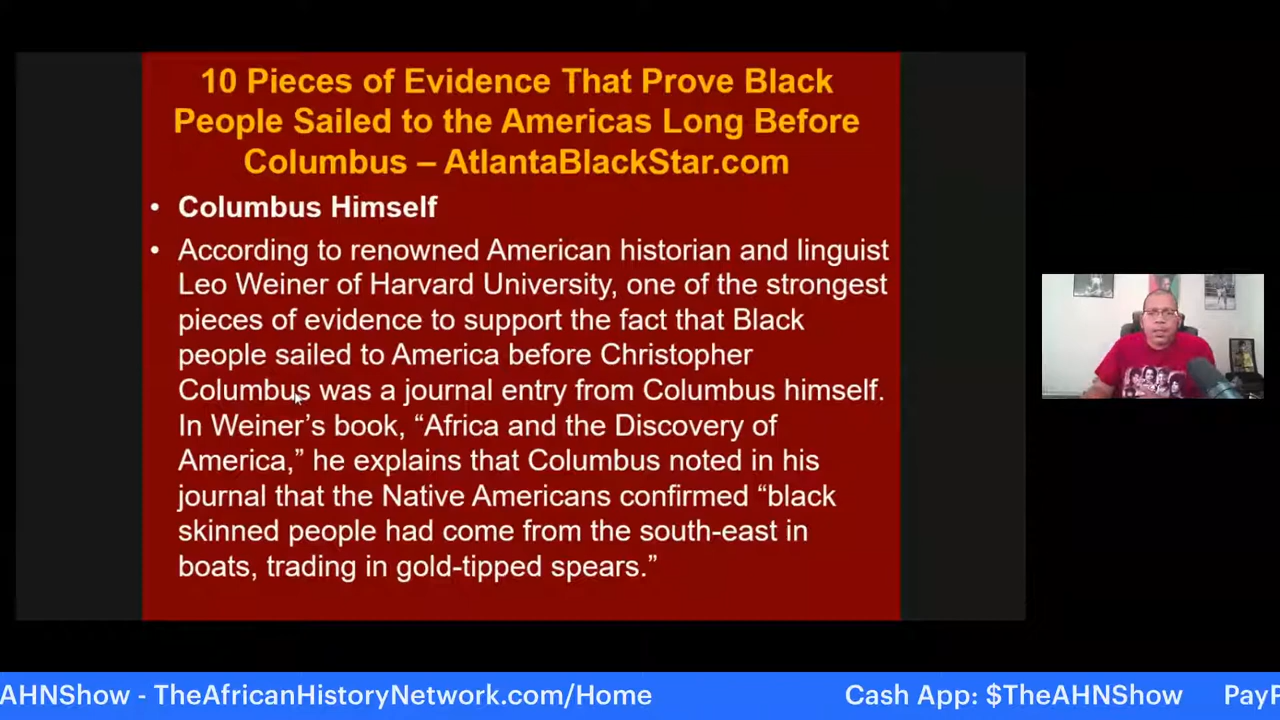 10 Pieces of Evidence That Prove Black
People Sailed to the Americas Long Before
Columbus – AtlantaBlackStar.com
• Columbus Himself
• According to renowned American historian and linguist
Leo Weiner of Harvard University, one of the strongest
pieces of evidence to support the fact that Black
people sailed to America before Christopher
Columbus was a journal entry from Columbus himself.
In Weiner’s book, “Africa and the Discovery of
America,” he explains that Columbus noted in his
journal that the Native Americans confirmed “black
skinned people had come from the south-east in
boats, trading in gold-tipped spears.”
AHNShow - TheAfricanHistoryNetwork.com/Home Cash App: $TheAHNShow PayP